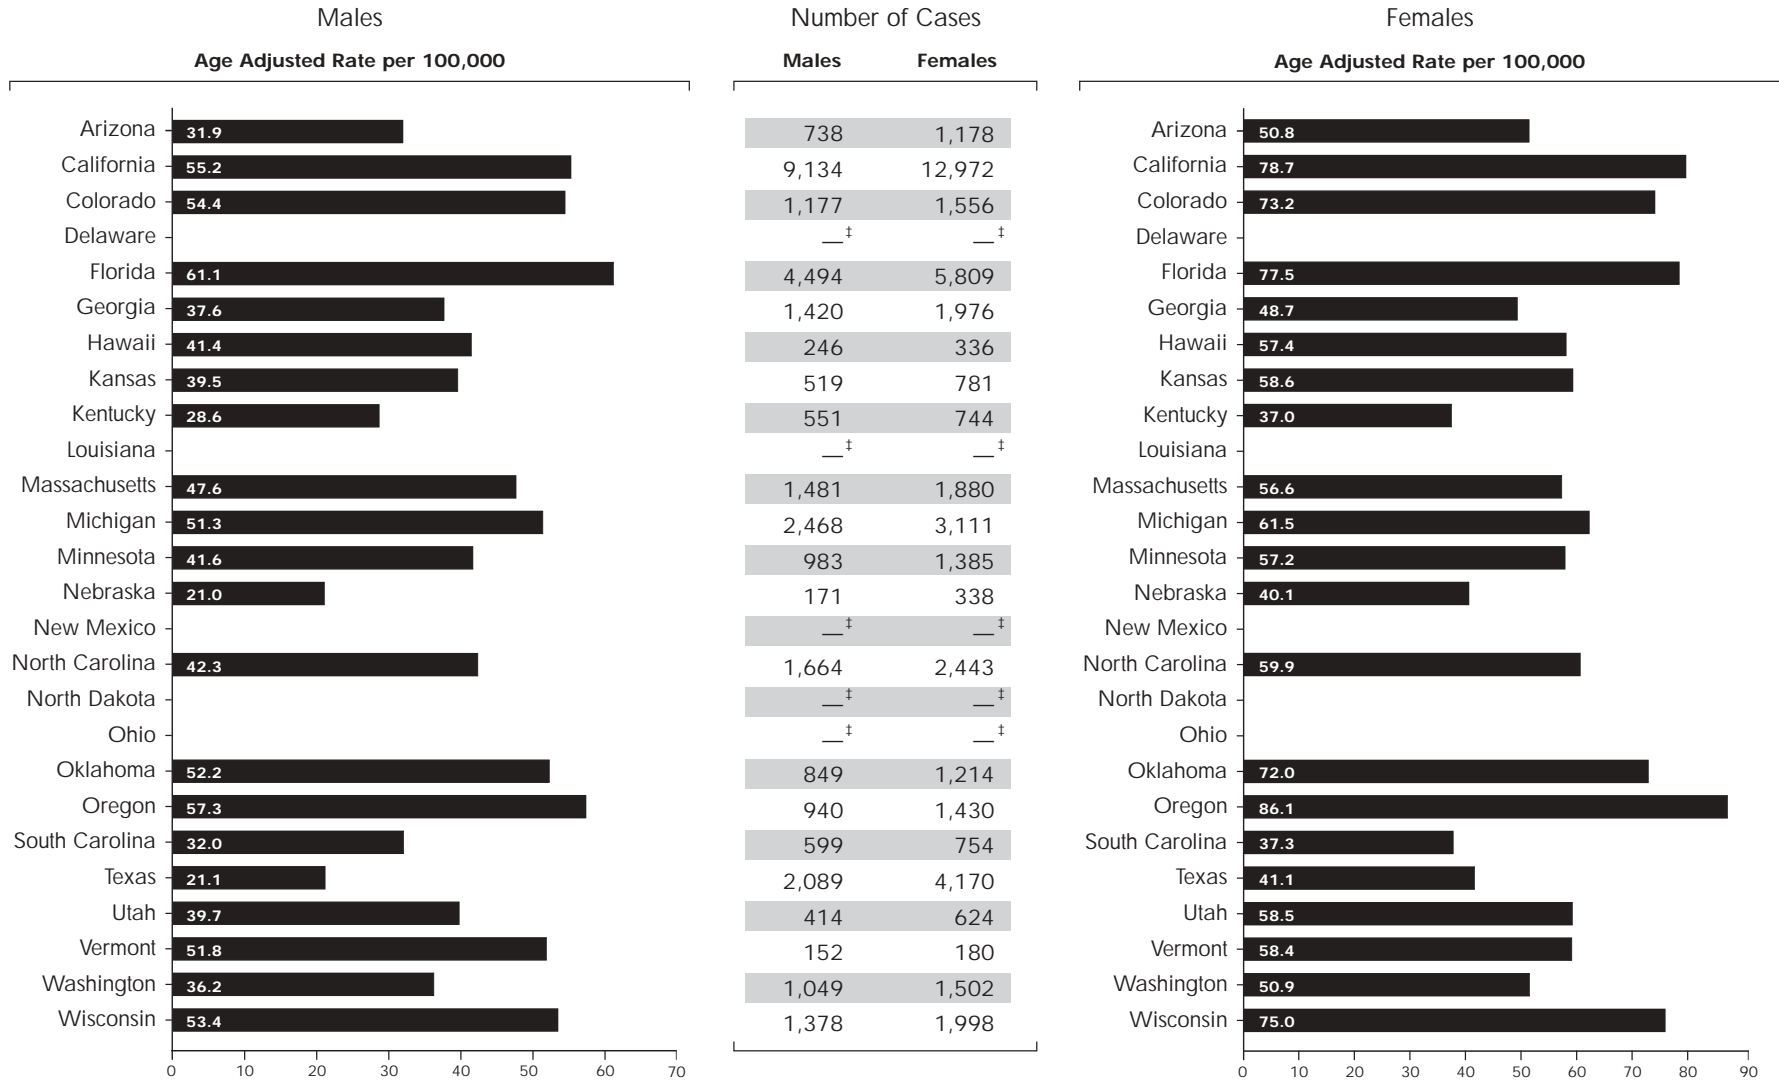 Males Number of Cases Females
Age Adjusted Rate per 100,000 Males Females Age Adjusted Rate per 100,000
Arizona 31.9 738 1,178 Arizona 50.8
California 55.2 9,134 12,972 California 78.7
Colorado 54.4 1,177 1,556 Colorado 73.2
Delaware —‡ —‡ Delaware
Florida 61.1 4,494 5,809 Florida 77.5
Georgia 37.6 1,420 1,976 Georgia 48.7
Hawaii 41.4 246 336 Hawaii 57.4
Kansas 39.5 519 781 Kansas 58.6
Kentucky 28.6 551 744 Kentucky 37.0
Louisiana —‡ —‡ Louisiana
Massachusetts 47.6 1,481 1,880 Massachusetts 56.6
Michigan 51.3 2,468 3,111 Michigan 61.5
Minnesota 41.6 983 1,385 Minnesota 57.2
Nebraska 21.0 171 338 Nebraska 40.1
New Mexico —‡ —‡ New Mexico
North Carolina 42.3 1,664 2,443 North Carolina 59.9
North Dakota —‡ —‡ North Dakota
Ohio —‡ —‡ Ohio
Oklahoma 52.2 849 1,214 Oklahoma 72.0
Oregon 57.3 940 1,430 Oregon 86.1
South Carolina 32.0 599 754 South Carolina 37.3
Texas 21.1 2,089 4,170 Texas 41.1
Utah 39.7 414 624 Utah 58.5
Vermont 51.8 152 180 Vermont 58.4
Washington 36.2 1,049 1,502 Washington 50.9
Wisconsin 53.4 1,378 1,998 Wisconsin 75.0
0 10 20 30 40 50 60 70 0 10 20 30 40 50 60 70 80 90